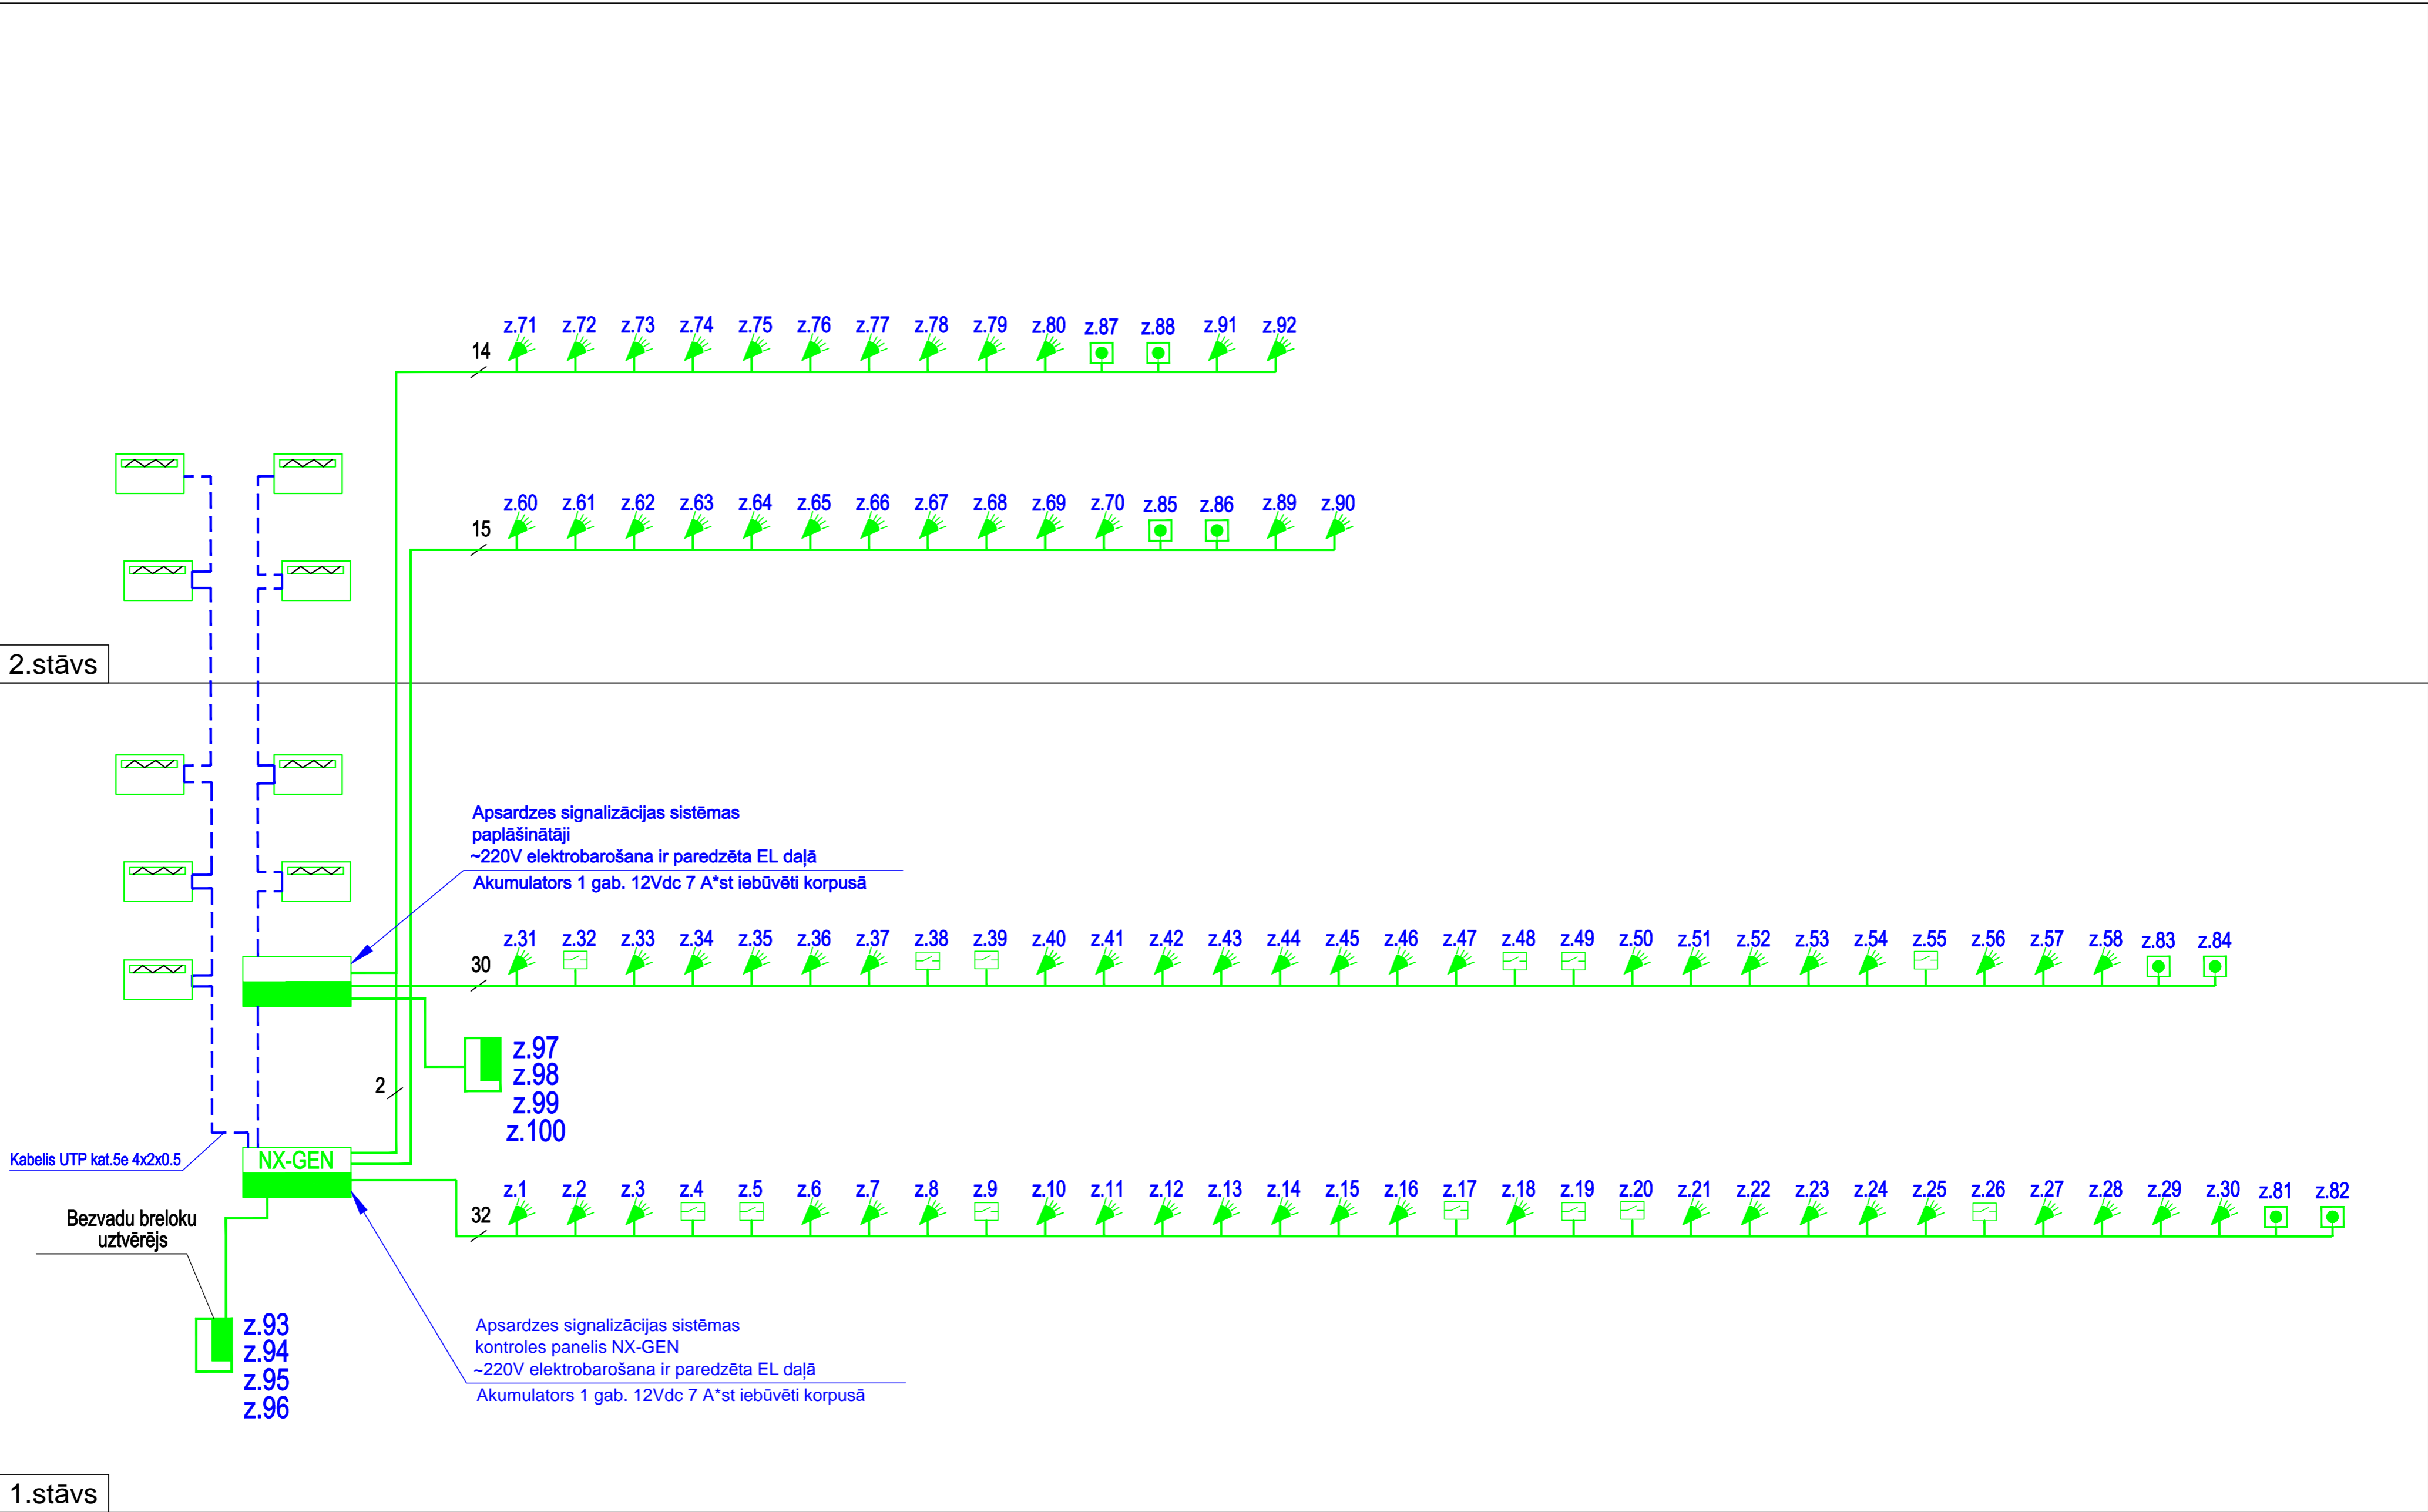 z.71 z.72 z.73 z.74 z.75 z.76 z.77 z.78 z.79 z.80 z.87 z.88 z.91 z.92
14
z.60 z.61 z.62 z.63 z.64 z.65 z.66 z.67 z.68 z.69 z.70 z.85 z.86 z.89 z.90
15
2.stāvs
Apsardzes signalizācijas sistēmas
paplāšinātāji
~220V elektrobarošana ir paredzēta EL daļā
Akumulators 1 gab. 12Vdc 7 A*st iebūvēti korpusā
z.31 z.32 z.33 z.34 z.35 z.36 z.37 z.38 z.39 z.40 z.41 z.42 z.43 z.44 z.45 z.46 z.47 z.48 z.49 z.50 z.51 z.52 z.53 z.54 z.55 z.56 z.57 z.58 z.83 z.84
30
z.97
z.98
z.99
z.100
2
Kabelis UTP kat.5e 4x2x0.5
NX-GEN
z.1 z.2 z.3 z.4 z.5 z.6 z.7 z.8 z.9 z.10 z.11 z.12 z.13 z.14 z.15 z.16 z.17 z.18 z.19 z.20 z.21 z.22 z.23 z.24 z.25 z.26 z.27 z.28 z.29 z.30 z.81 z.82
32
Bezvadu breloku
uztvērējs
z.93
z.94
z.95
z.96
Apsardzes signalizācijas sistēmas
kontroles panelis NX-GEN
~220V elektrobarošana ir paredzēta EL daļā
Akumulators 1 gab. 12Vdc 7 A*st iebūvēti korpusā
1.stāvs